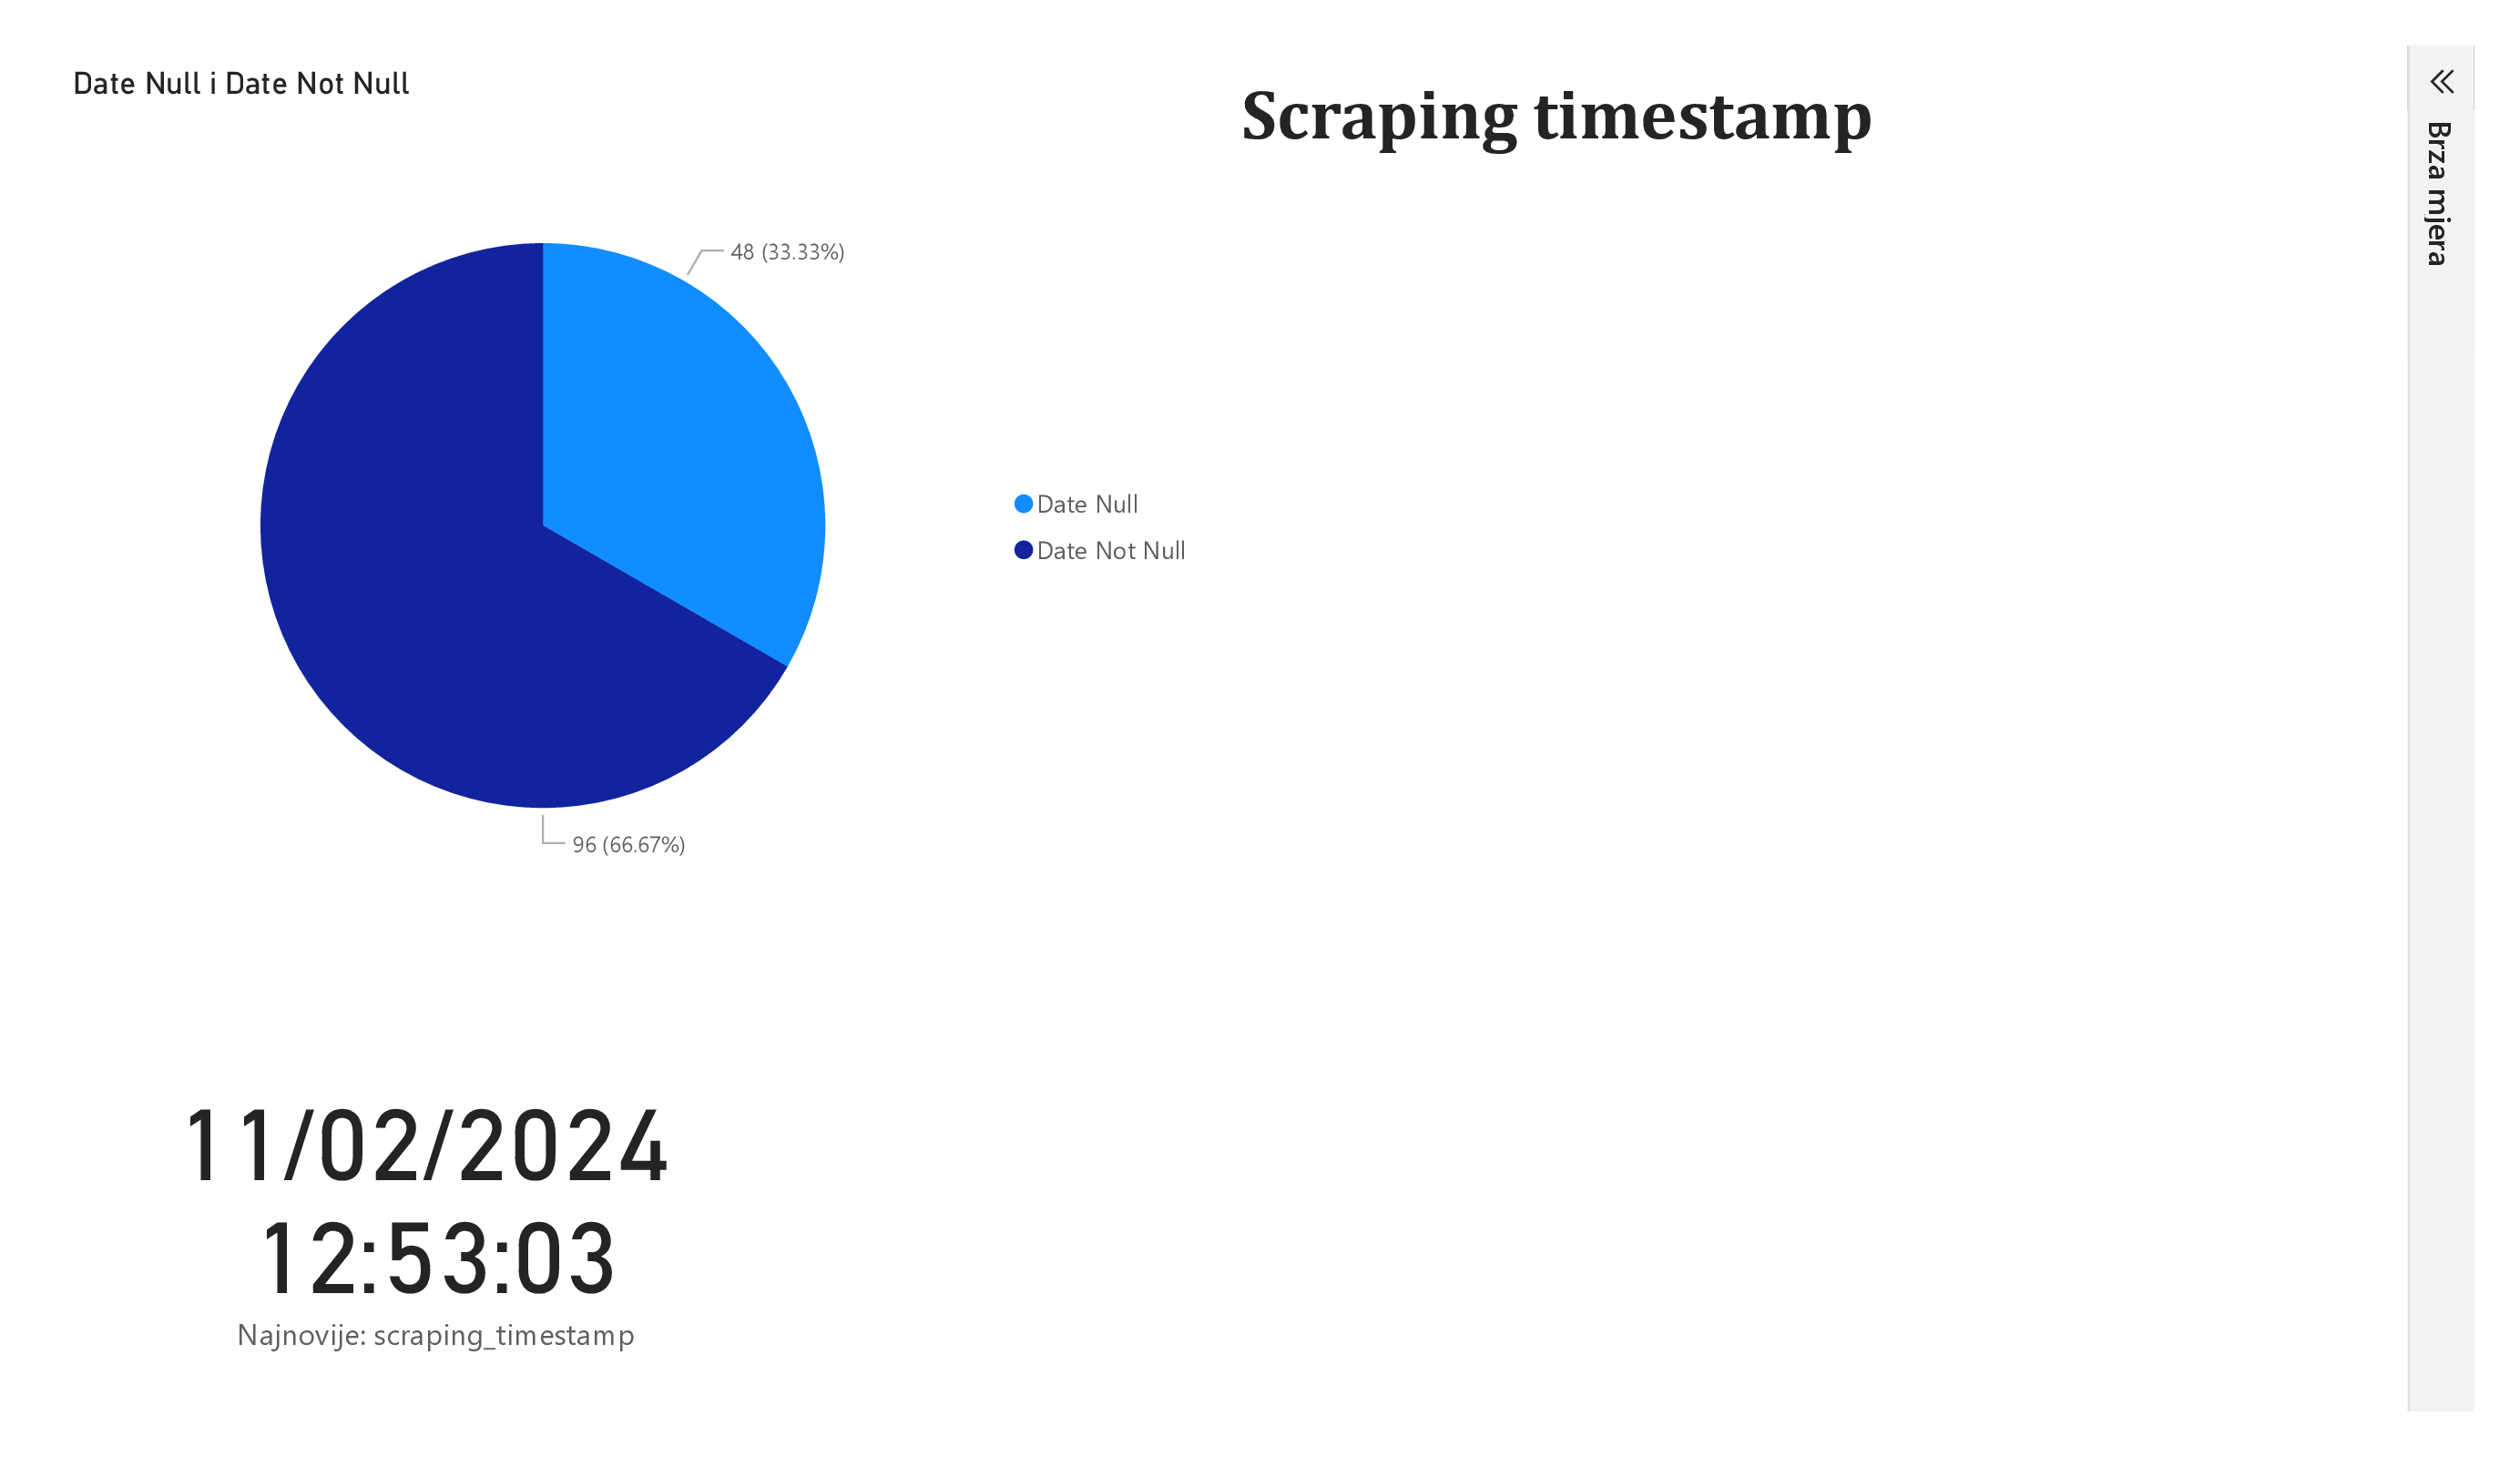 Date Null i Date Not Null
Scraping timestamp
Brza mjera
48 (33.33%)
Date Null
Date Not Null
96 (66.67%)
11/02/2024
12:53:03
Najnovije: scraping_timestamp